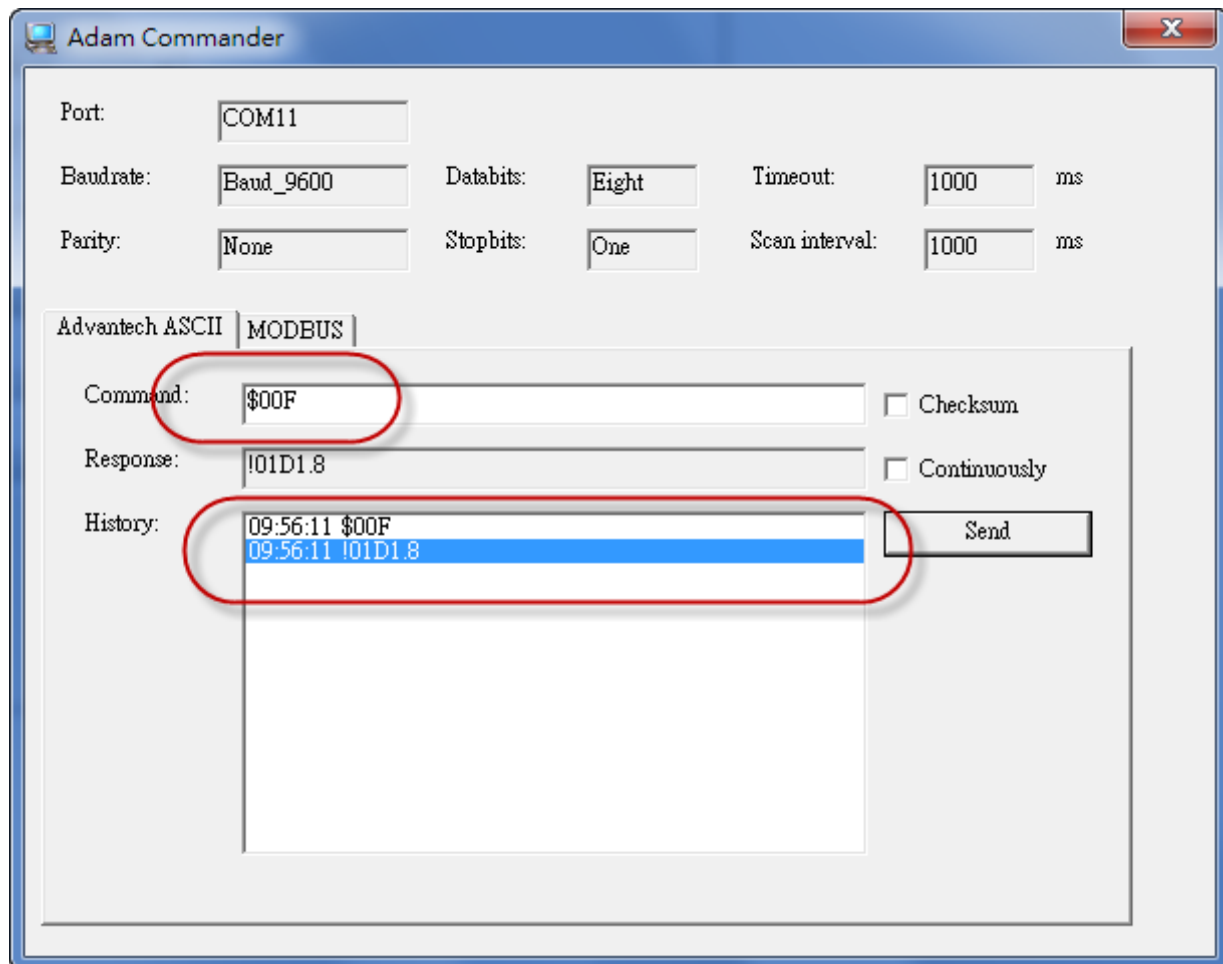 Adam Commander
Port: COM11
Baudrate: Baud_9600 Databits: Eight Timeout: 1000 ms
Parity: None Stopbits: One Scan interval: 1000 ms
Advantech ASCII MODBUS
Command: $00F Checksum
Response: !01D1.8 Continuously
History: 09:56:11 $00F Send
09:56:11 !01D1.8